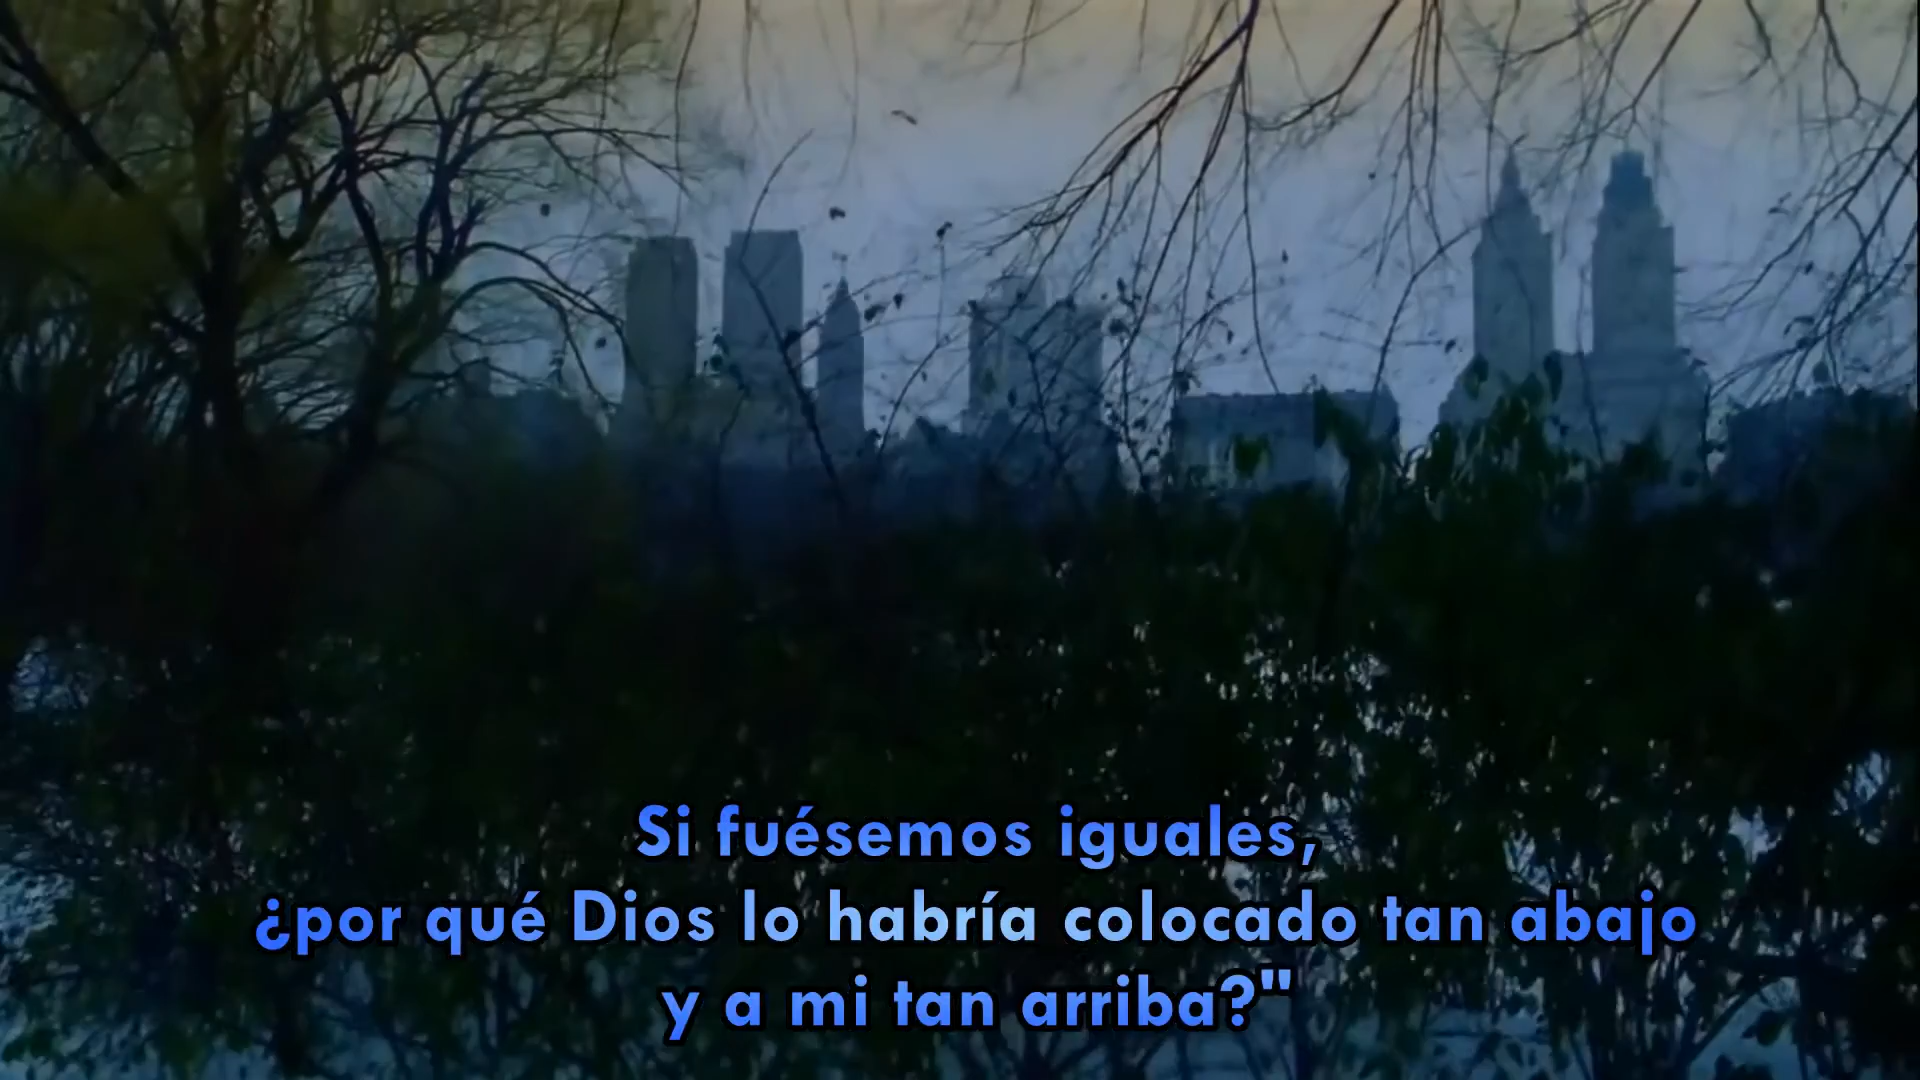 Si fuésemos iguales,
¿por qué Dios lo habría colocado tan abajo
y a mi tan arriba?"